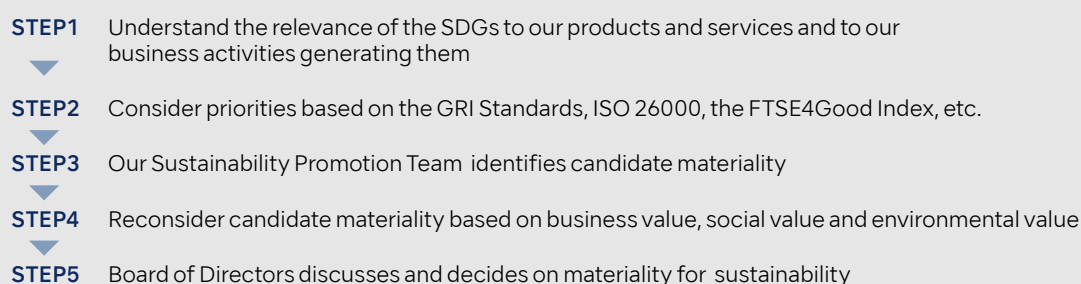 STEP1 Understand the relevance of the SDGs to our products and services and to our
business activities generating them
STEP2 Consider priorities based on the GRI Standards, ISO 26000, the FTSE4Good Index, etc.
STEP3 Our Sustainability Promotion Team identifies candidate materiality
STEP4 Reconsider candidate materiality based on business value, social value and environmental value
STEP5 Board of Directors discusses and decides on materiality for sustainability